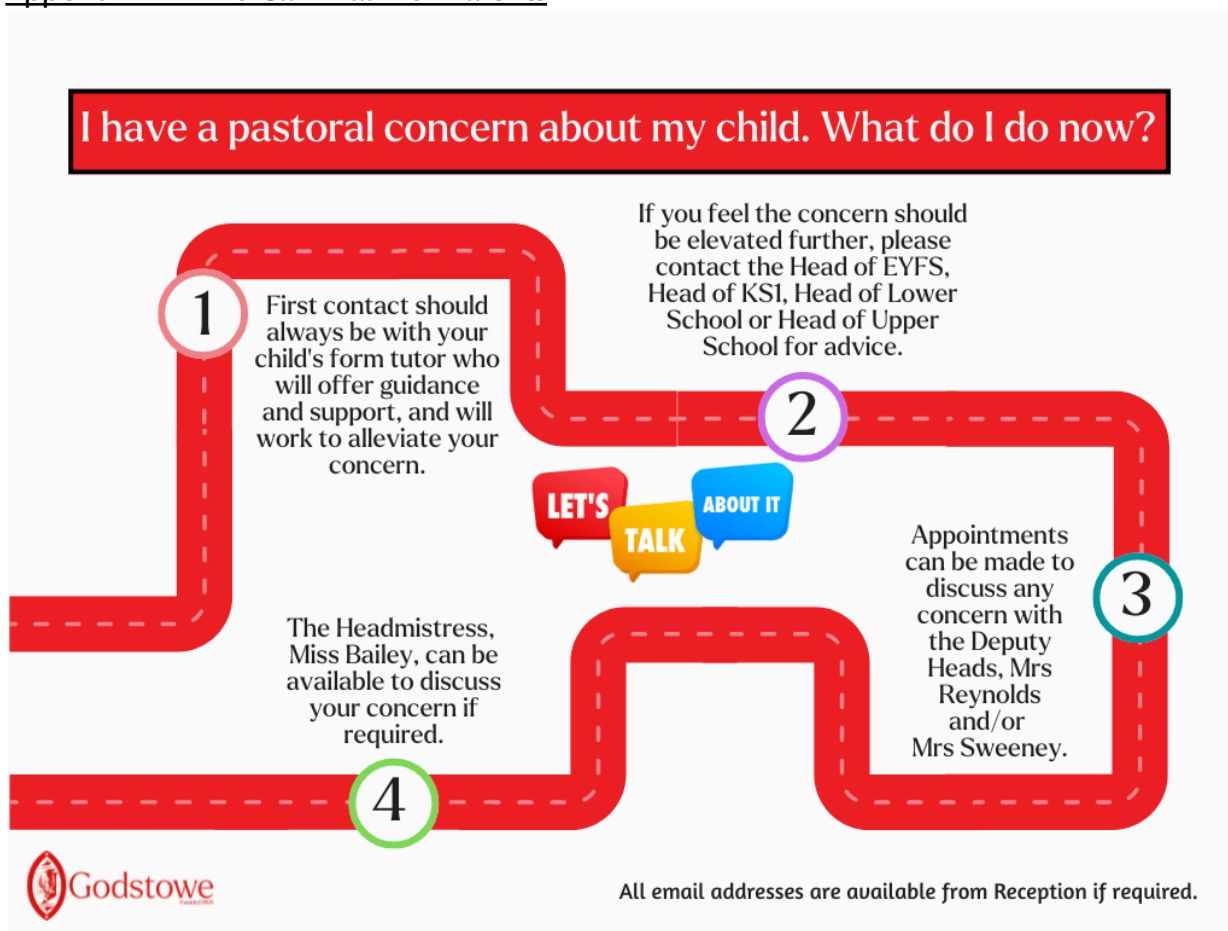 I have a pastoral concern about my child. What do I do now?
1
First contact should
always be with your
child's form tutor who
will offer guidance
and support, and will
work to alleviate your
concern.
If you feel the concern should
be elevated further, please
contact the Head of EYFS,
Head of KS1, Head of Lower
School or Head of Upper
School for advice.
2
LET'S
TALK
ABOUT IT
Appointments
can be made to
discuss any
concern with
the Deputy
Heads, Mrs
Reynolds
and/or
Mrs Sweeney.
3
The Headmistress,
Miss Bailey, can be
available to discuss
your concern if
required.
4
Godstowe
All email addresses are available from Reception if required.